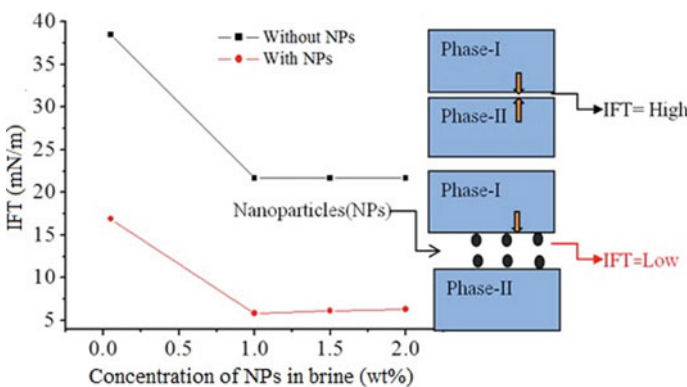 40
35
30
25
20
15
10
5
IFT (mN/m)
0.0 0.5 1.0 1.5 2.0
Concentration of NPs in brine (wt%)
Without NPs
With NPs
Phase-I
Phase-II
IFT= High
Nanoparticles(NPs)
Phase-I
IFT=Low
Phase-II